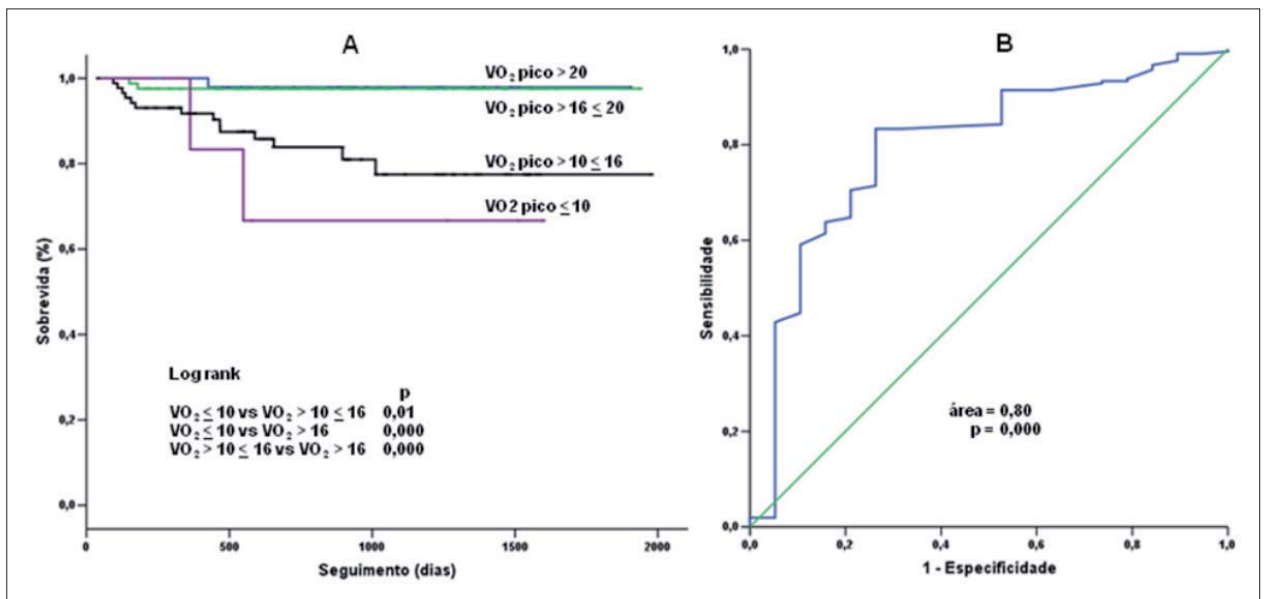 A
VO₂ pico > 20
VO₂ pico > 16 ≤ 20
VO₂ pico > 10 ≤ 16
VO2 pico ≤ 10
1,0
0,8
0,6
0,4
0,2
0,0
Sobrevida (%)
Log rank
p
VO₂ ≤ 10 vs VO₂ > 10 ≤ 16 0,01
VO₂ ≤ 10 vs VO₂ > 16 0,000
VO₂ > 10 ≤ 16 vs VO₂ > 16 0,000
0 500 1000 1500 2000
Seguimento (dias)
B
1,0
0,8
0,6
0,4
0,2
0,0
Sensibilidade
área = 0,80
p = 0,000
0,0 0,2 0,4 0,6 0,8 1,0
1 - Especificidade